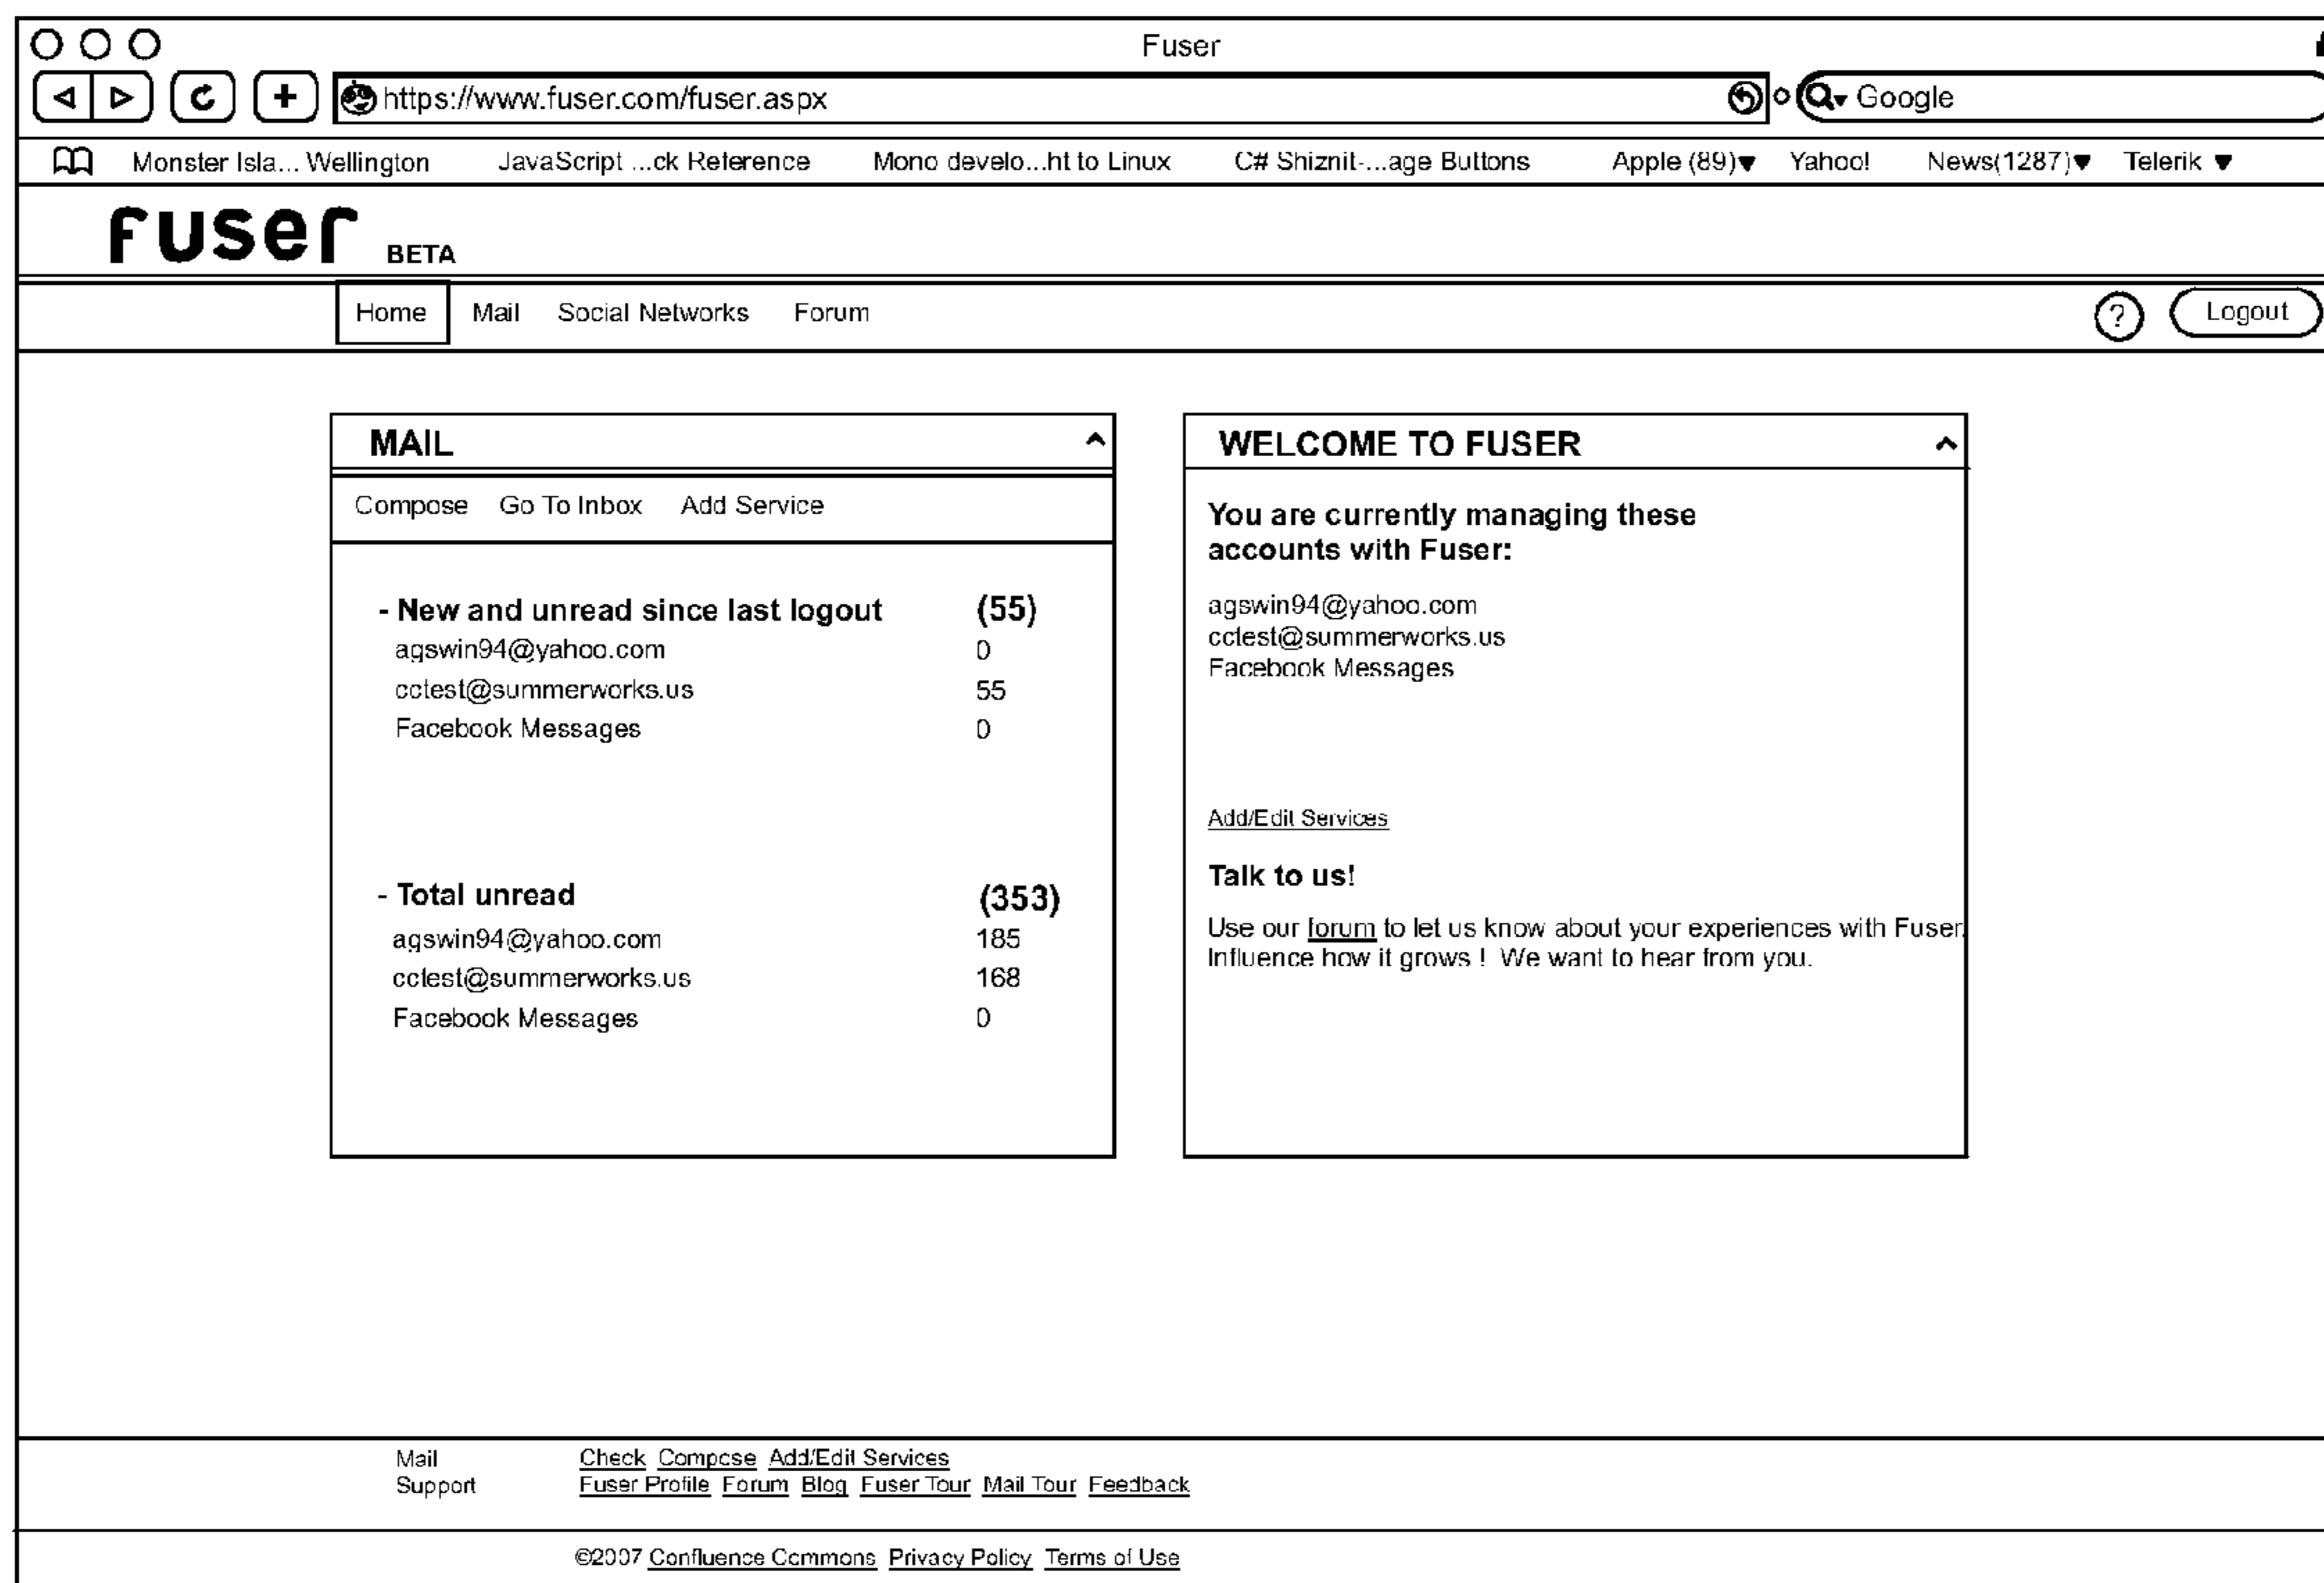 Fuser
https://www.fuser.com/fuser.aspx Google
Monster Isla... Wellington JavaScript ...ck Reference Mono develo...ht to Linux C# Shiznit-...age Buttons Apple (89)▼ Yahoo! News(1287)▼ Telerik ▼
fuser BETA
Home Mail Social Networks Forum ? Logout
MAIL
Compose Go To Inbox Add Service
- New and unread since last logout (55)
agswin94@yahoo.com 0
cctest@summerworks.us 55
Facebook Messages 0
- Total unread (353)
agswin94@yahoo.com 185
cctest@summerworks.us 168
Facebook Messages 0
WELCOME TO FUSER
You are currently managing these
accounts with Fuser:
agswin94@yahoo.com
cctest@summerworks.us
Facebook Messages
Add/Edit Services
Talk to us!
Use our forum to let us know about your experiences with Fuser.
Influence how it grows ! We want to hear from you.
Mail Check Compose Add/Edit Services
Support Fuser Profile Forum Blog Fuser Tour Mail Tour Feedback
©2007 Confluence Commons Privacy Policy Terms of Use